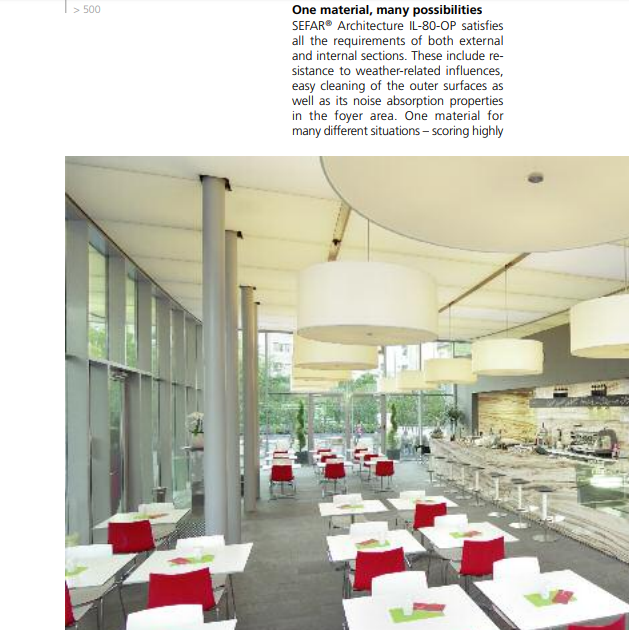 > 500
One material, many possibilities
SEFAR® Architecture IL-80-OP satisfies
all the requirements of both external
and internal sections. These include re-
sistance to weather-related influences,
easy cleaning of the outer surfaces as
well as its noise absorption properties
in the foyer area. One material for
many different situations – scoring highly